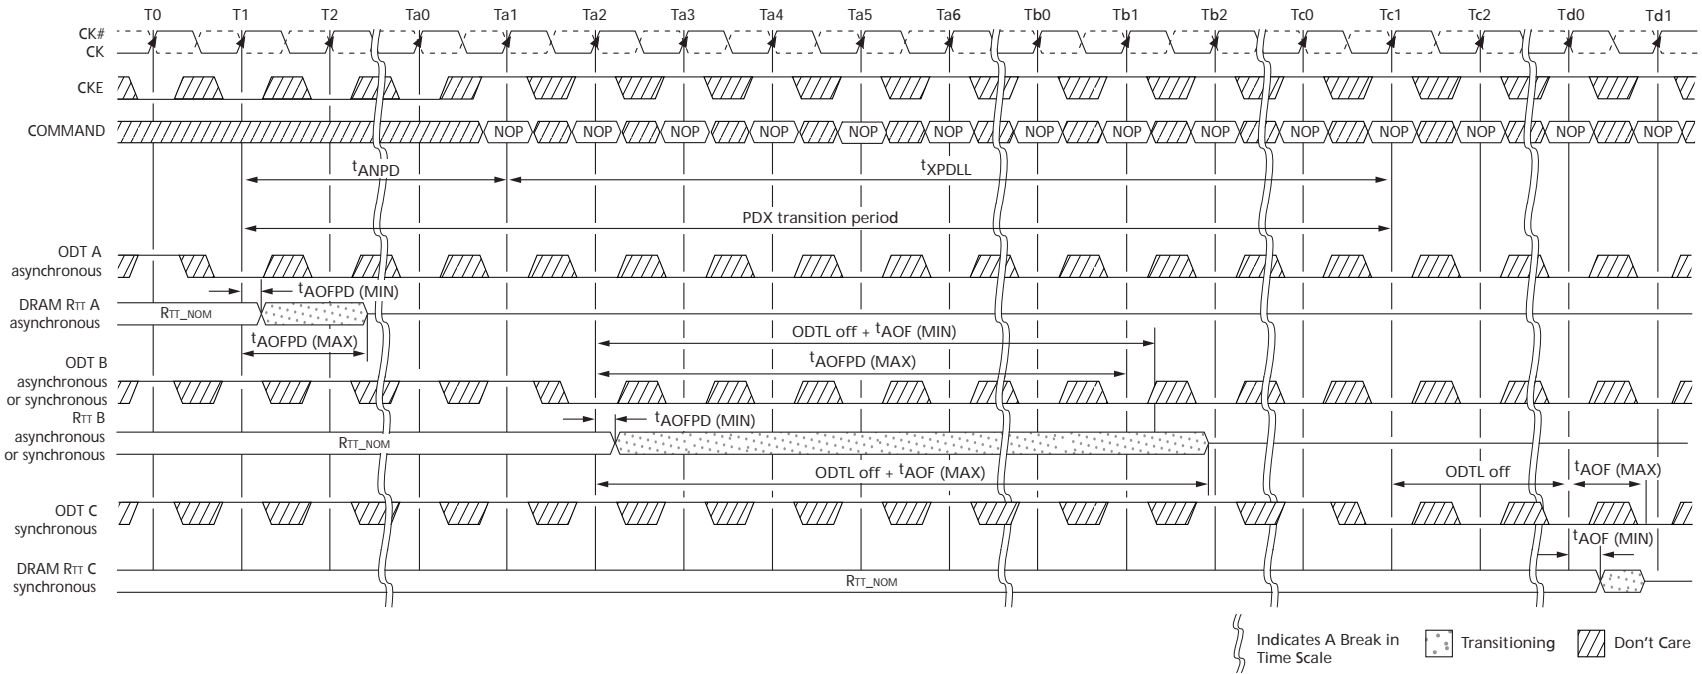 T0 T1 T2 Ta0 Ta1 Ta2 Ta3 Ta4 Ta5 Ta6 Tb0 Tb1 Tb2 Tc0 Tc1 Tc2 Td0 Td1
CK#
CK
CKE
COMMAND NOP NOP NOP NOP NOP NOP NOP NOP NOP NOP NOP NOP NOP NOP
tANPD tXPDLL
PDX transition period
ODT A
asynchronous
tAOFPD (MIN)
DRAM RTT A
asynchronous
RTT_NOM
tAOFPD (MAX)
ODTL off + tAOF (MIN)
tAOFPD (MAX)
ODT B
asynchronous
or synchronous
RTT B
asynchronous
or synchronous
tAOFPD (MIN)
RTT_NOM
ODTL off + tAOF (MAX)
ODTL off tAOF (MAX)
ODT C
synchronous
tAOF (MIN)
DRAM RTT C
synchronous
RTT_NOM
Indicates A Break in
Time Scale
Transitioning
Don't Care